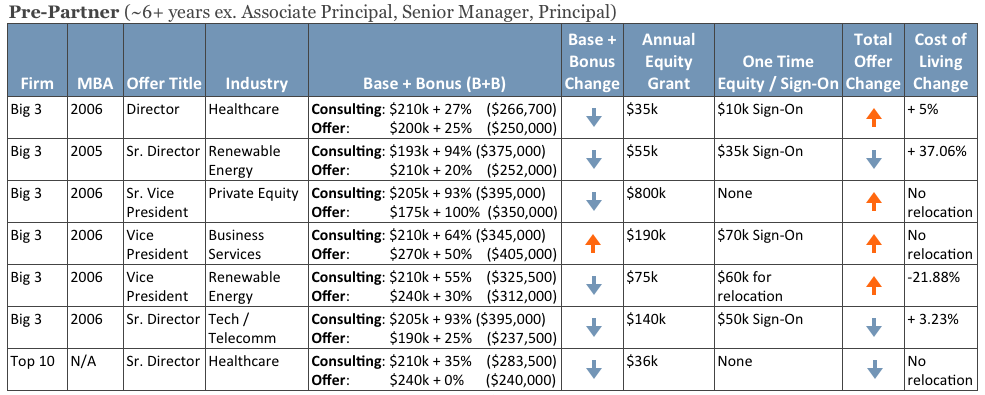 Pre-Partner (~6+ years ex. Associate Principal, Senior Manager, Principal)
Firm MBA Offer Title Industry Base + Bonus (B+B) Base + Bonus Change Annual Equity Grant One Time Equity / Sign-On Total Offer Change Cost of Living Change
Big 3 2006 Director Healthcare Consulting: $210k + 27% ($266,700) $35k $10k Sign-On + 5%
Offer: $200k + 25% ($250,000)
Big 3 2005 Sr. Director Renewable Consulting: $193k + 94% ($375,000) $55k $35k Sign-On + 37.06%
Energy Offer: $210k + 20% ($252,000)
Big 3 2006 Sr. Vice Private Equity Consulting: $205k + 93% ($395,000) $800k None No
President Offer: $175k + 100% ($350,000) relocation
Big 3 2006 Vice Business Consulting: $210k + 64% ($345,000) $190k $70k Sign-On No
President Services Offer: $270k + 50% ($405,000) relocation
Big 3 2006 Vice Renewable Consulting: $210k + 55% ($325,500) $75k $60k for -21.88%
President Energy Offer: $240k + 30% ($312,000) relocation
Big 3 2006 Sr. Director Tech / Consulting: $205k + 93% ($395,000) $140k $50k Sign-On + 3.23%
Telecomm Offer: $190k + 25% ($237,500)
Top 10 N/A Sr. Director Healthcare Consulting: $210k + 35% ($283,500) $36k None No
Offer: $240k + 0% ($240,000) relocation